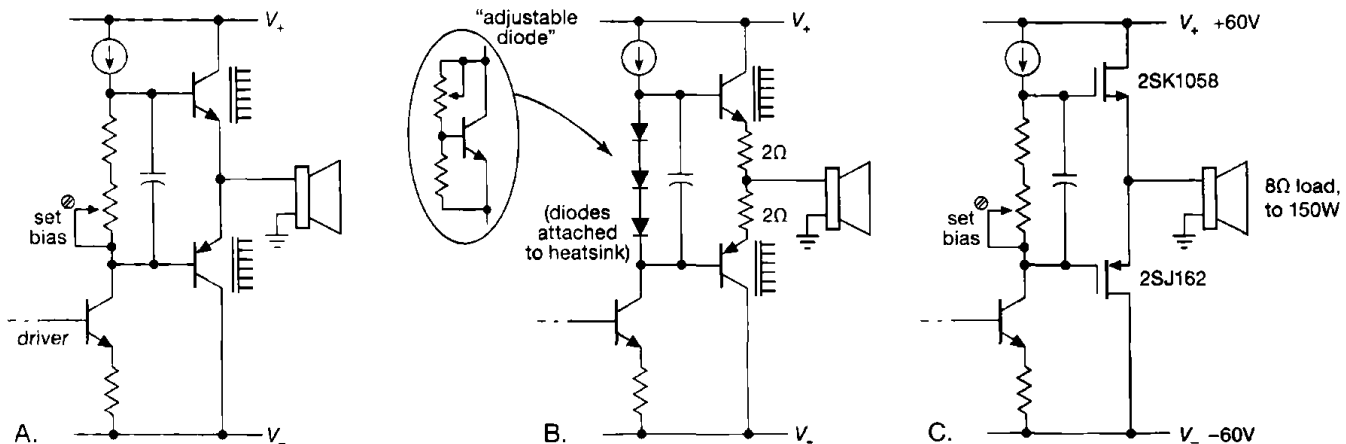 V+
set bias
driver
V–
A.
"adjustable diode"
V+
2Ω
2Ω
(diodes attached to heatsink)
V–
B.
V+ +60V
2SK1058
set bias
8Ω load, to 150W
2SJ162
V– –60V
C.